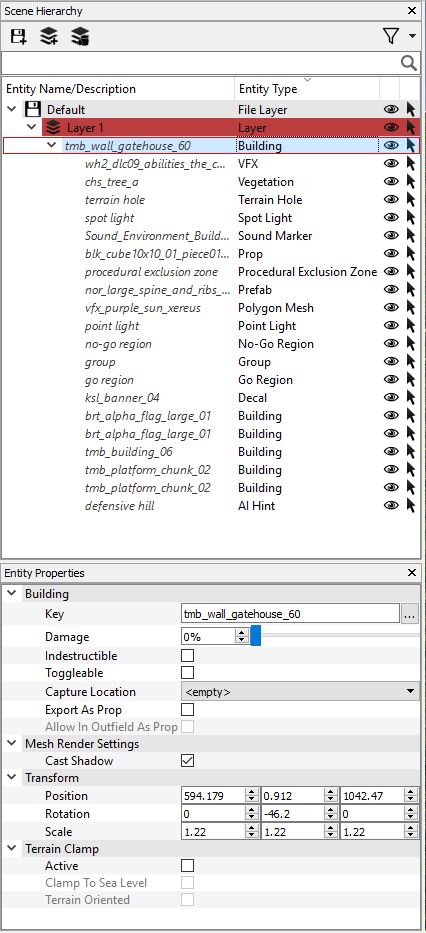 Scene Hierarchy
Entity Name/Description Entity Type
Default File Layer
Layer 1 Layer
tmb_wall_gatehouse_60 Building
wh2_dlc09_abilities_the_c... VFX
chs_tree_a Vegetation
terrain hole Terrain Hole
spot light Spot Light
Sound_Environment_Build... Sound Marker
blk_cube10x10_01_piece01... Prop
procedural exclusion zone Procedural Exclusion Zone
nor_large_spine_and_ribs_... Prefab
vfx_purple_sun_xereus Polygon Mesh
point light Point Light
no-go region No-Go Region
group Group
go region Go Region
ksl_banner_04 Decal
brt_alpha_flag_large_01 Building
brt_alpha_flag_large_01 Building
tmb_building_06 Building
tmb_platform_chunk_02 Building
tmb_platform_chunk_02 Building
defensive hill AI Hint
Entity Properties
Building
Key tmb_wall_gatehouse_60 ...
Damage 0%
Indestructible
Toggleable
Capture Location <empty>
Export As Prop
Allow In Outfield As Prop
Mesh Render Settings
Cast Shadow
Transform
Position 594.179 0.912 1042.47
Rotation 0 -46.2 0
Scale 1.22 1.22 1.22
Terrain Clamp
Active
Clamp To Sea Level
Terrain Oriented